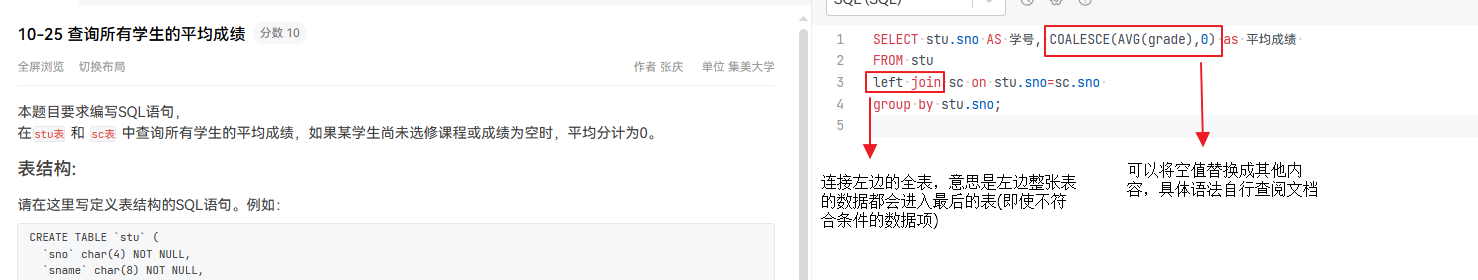 10-25 查询所有学生的平均成绩 分数 10
全屏浏览 切换布局 作者 张庆 单位 集美大学
本题目要求编写SQL语句，
在stu表 和 sc表 中查询所有学生的平均成绩，如果某学生尚未选修课程或成绩为空时，平均分计为0。
表结构:
请在这里写定义表结构的SQL语句。例如：
CREATE TABLE `stu` (
`sno` char(4) NOT NULL,
`sname` char(8) NOT NULL,
SQL (SQL)
1 SELECT stu.sno AS 学号, COALESCE(AVG(grade),0) as 平均成绩
2 FROM stu
3 left join sc on stu.sno=sc.sno
4 group by stu.sno;
5
连接左边的全表，意思是左边整张表
的数据都会进入最后的表(即使不符
合条件的数据项)
可以将空值替换成其他内
容，具体语法自行查阅文档